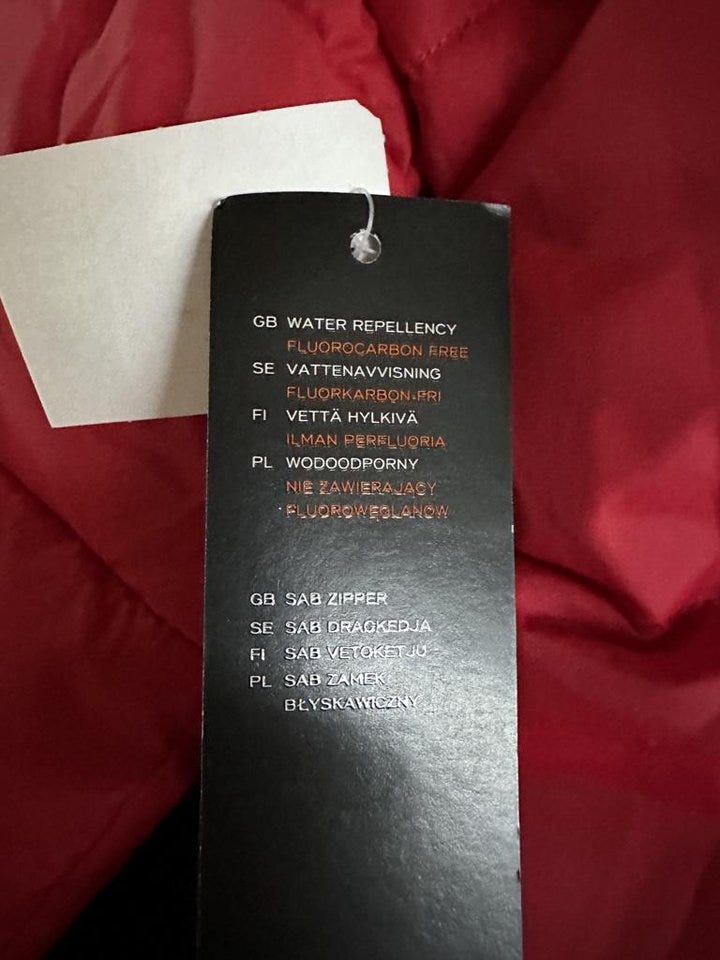 GB WATER REPELLENCY
FLUOROCARBON FREE
SE VATTENAVVISNING
FLUORKARBON-FRI
FI VETTÄ HYLKIVÄ
ILMAN PERFLUORIA
PL WODOODPORNY
NIE ZAWIERAJĄCY
FLUOROWĘGLANÓW
GB SAB ZIPPER
SE SAB DRAGKEDJA
FI SAB VETOKETJU
PL SAB ZAMEK
BŁYSKAWICZNY